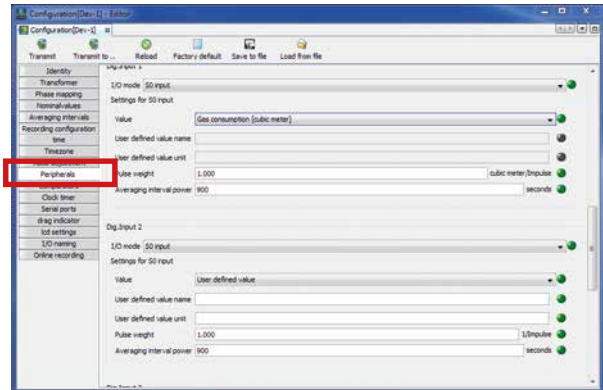 Configuration[Dev-1] - Editor
Configuration[Dev-1]
Transmit Transmit to .. Reload Factory default Save to file Load from file
Identity
Transformer
Phase mapping
Nominalvalues
Averaging intervals
Recording configuration
time
Timezone
Peripherals
Clock timer
Serial ports
drag indicator
lcd settings
I/O naming
Online recording
Dig.Input 1
I/O mode S0 input
Settings for S0 input
Value Gas consumption [cubic meter]
User defined value name
User defined value unit
Pulse weight 1.000 cubic meter/Impulse
Averaging interval power 900 seconds
Dig.Input 2
I/O mode S0 input
Settings for S0 input
Value User defined value
User defined value name
User defined value unit
Pulse weight 1.000 1/Impulse
Averaging interval power 900 seconds